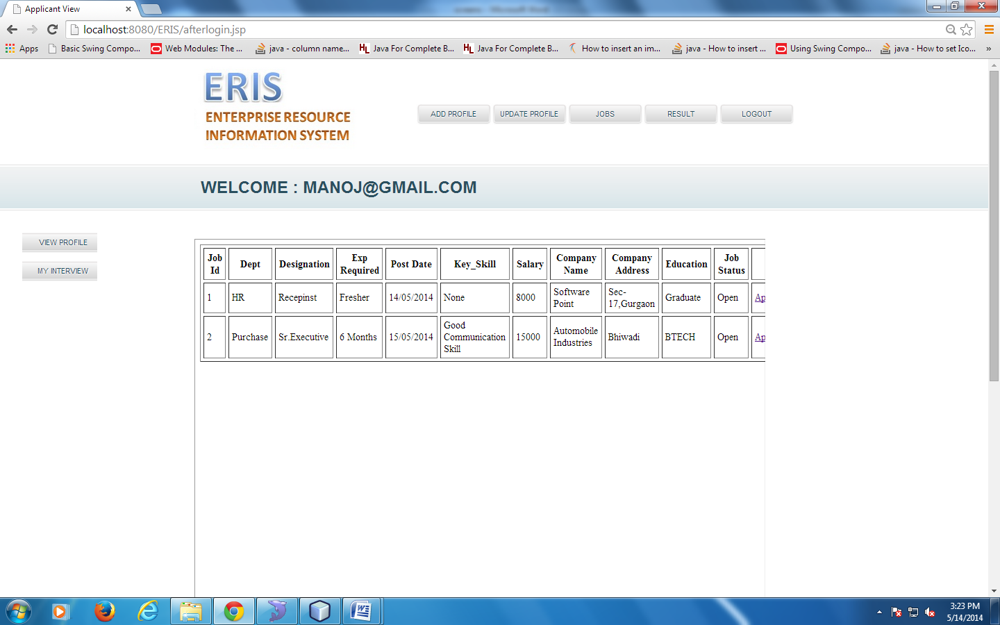 Applicant View
localhost:8080/ERIS/afterlogin.jsp
Apps Basic Swing Compo... Web Modules: The ... java - column name... Java For Complete B... Java For Complete B... How to insert an im... java - How to insert ... Using Swing Compo... java - How to set Ico... »
ERIS
ENTERPRISE RESOURCE
INFORMATION SYSTEM
ADD PROFILE UPDATE PROFILE JOBS RESULT LOGOUT
WELCOME : MANOJ@GMAIL.COM
VIEW PROFILE
MY INTERVIEW
Job Id Dept Designation Exp Required Post Date Key_Skill Salary Company Name Company Address Education Job Status
1 HR Recepinst Fresher 14/05/2014 None 8000 Software Point Sec-17,Gurgaon Graduate Open Ap
2 Purchase Sr.Executive 6 Months 15/05/2014 Good Communication Skill 15000 Automobile Industries Bhiwadi BTECH Open Ap
3:23 PM
5/14/2014